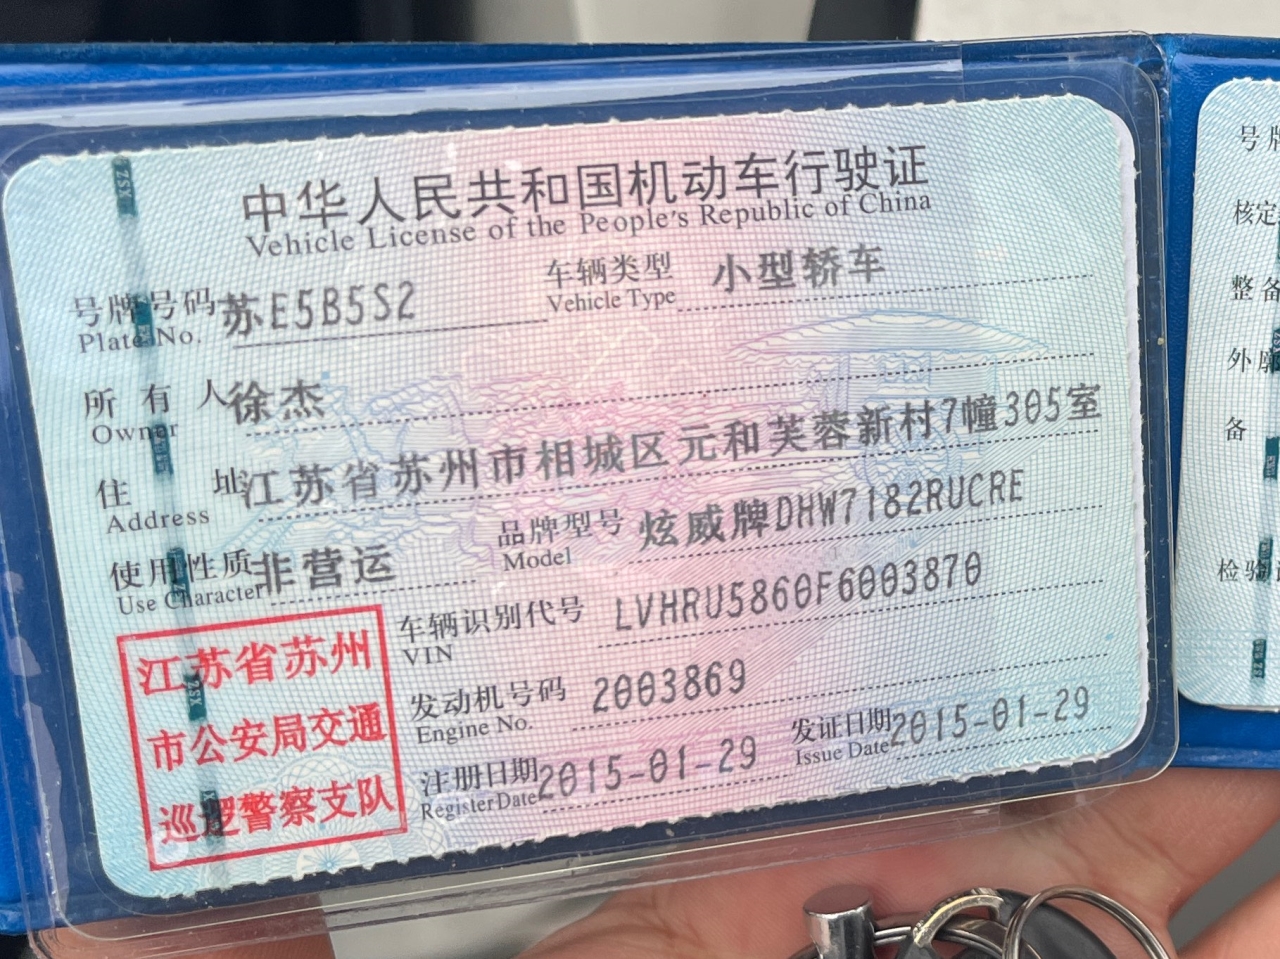 中华人民共和国机动车行驶证
Vehicle License of the People's Republic of China
号牌号码 苏E5B5S2 车辆类型 小型轿车
Plate No. Vehicle Type
所有人 徐杰
Owner
住址 江苏省苏州市相城区元和芙蓉新村7幢305室
Address
使用性质 非营运 品牌型号 炫威牌DHW7182RUCRE
Use Character Model
车辆识别代号 LVHRU5860F6003870
VIN
发动机号码 2003869
Engine No.
注册日期 2015-01-29 发证日期 2015-01-29
Register Date Issue Date
江苏省苏州
市公安局交通
巡逻警察支队
号牌
核定
整备
外廓
备
检验